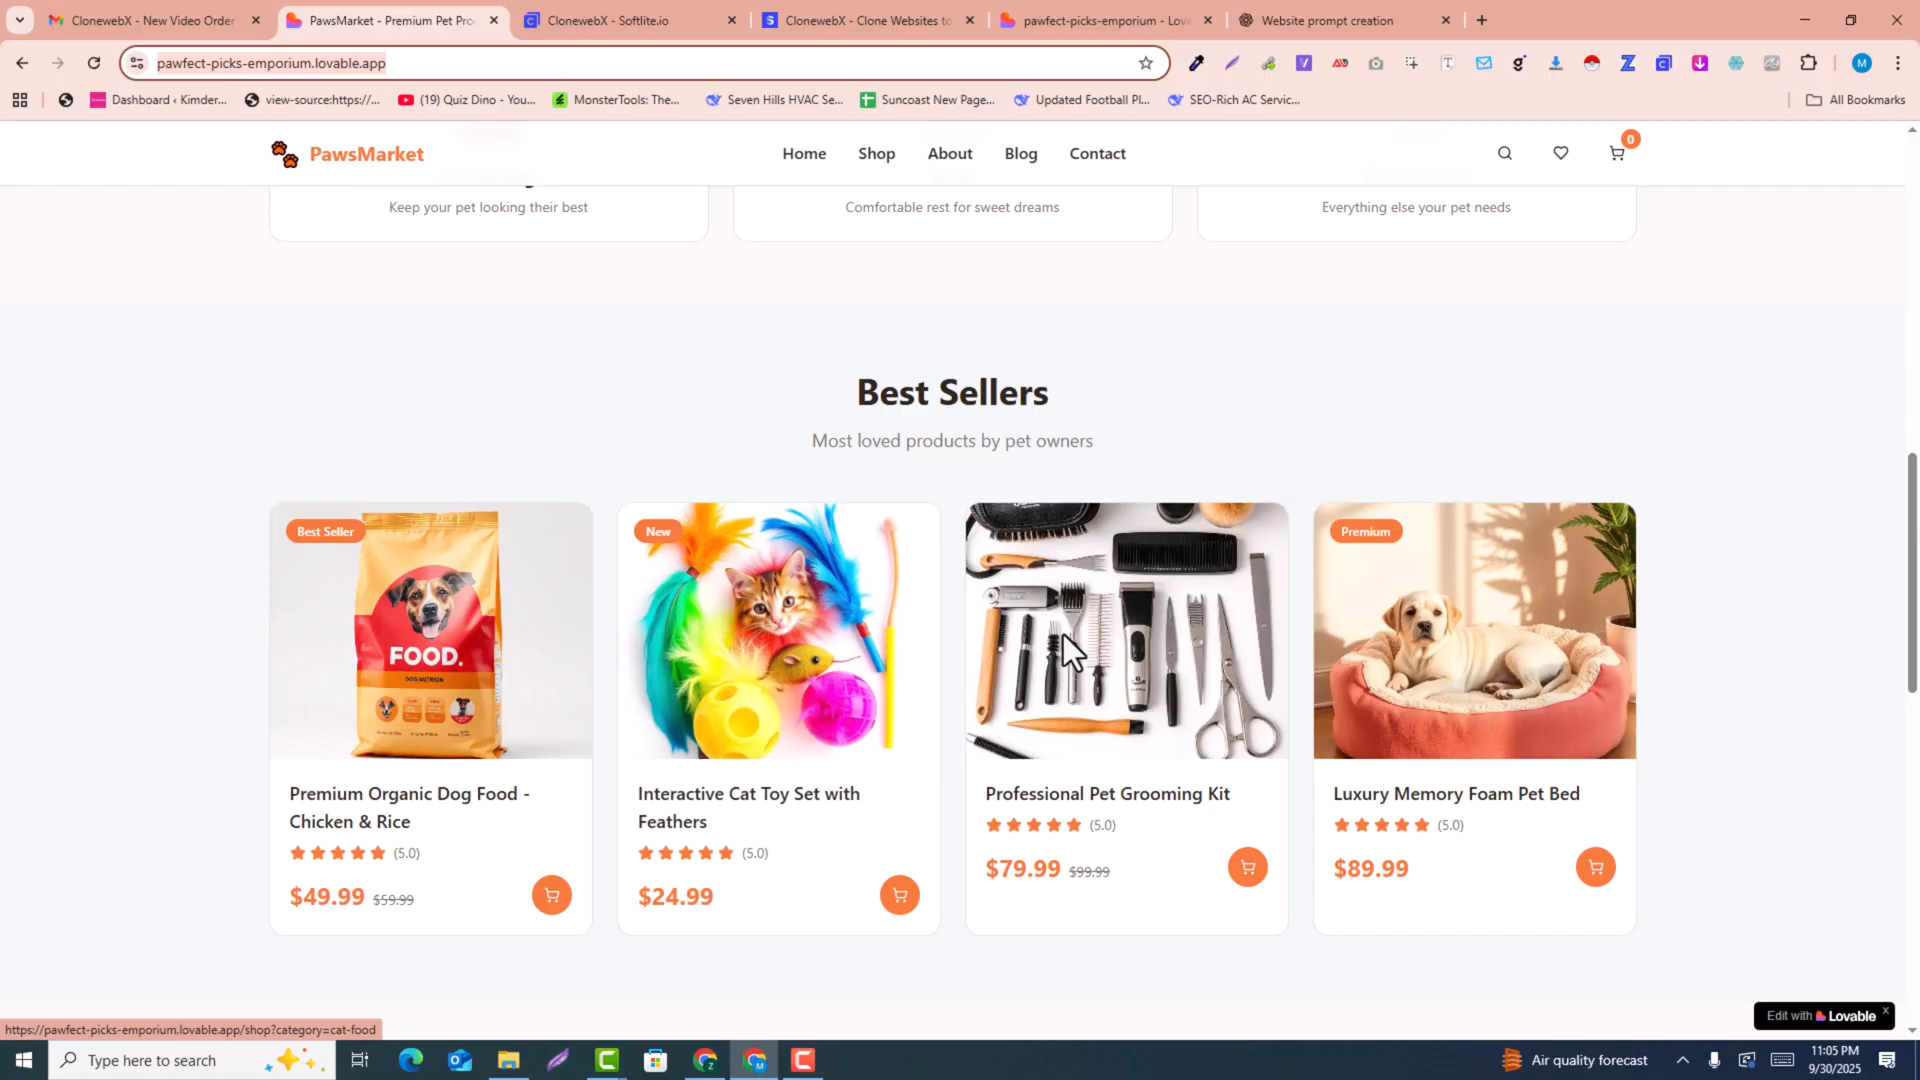 ClonewebX - New Video Order
PawsMarket - Premium Pet Pro
ClonewebX - Softlite.io
ClonewebX - Clone Websites to
pawfect-picks-emporium - Lov
Website prompt creation
pawfect-picks-emporium.lovable.app
Dashboard ‹ Kimder...
view-source:https://...
(19) Quiz Dino - You...
MonsterTools: The...
Seven Hills HVAC Se...
Suncoast New Page...
Updated Football Pl...
SEO-Rich AC Servic...
All Bookmarks
PawsMarket
Home
Shop
About
Blog
Contact
0
Keep your pet looking their best
Comfortable rest for sweet dreams
Everything else your pet needs
Best Sellers
Most loved products by pet owners
Best Seller
FOOD.
DOG NUTRITION
New
Premium
Premium Organic Dog Food -
Chicken & Rice
(5.0)
$49.99 $59.99
Interactive Cat Toy Set with
Feathers
(5.0)
$24.99
Professional Pet Grooming Kit
(5.0)
$79.99 $99.99
Luxury Memory Foam Pet Bed
(5.0)
$89.99
https://pawfect-picks-emporium.lovable.app/shop?category=cat-food
Edit with Lovable
Type here to search
Air quality forecast
11:05 PM
9/30/2025